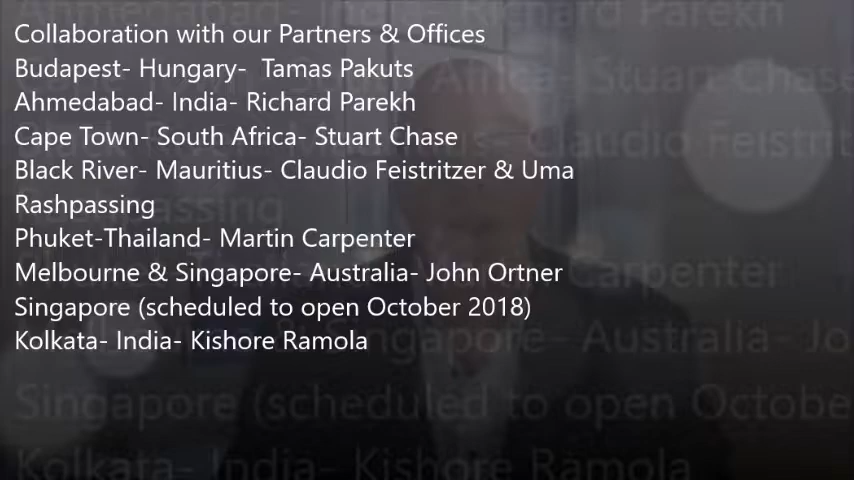 Collaboration with our Partners & Offices
Budapest- Hungary-  Tamas Pakuts
Ahmedabad- India- Richard Parekh
Cape Town- South Africa- Stuart Chase
Black River- Mauritius- Claudio Feistritzer & Uma
Rashpassing
Phuket-Thailand- Martin Carpenter
Melbourne & Singapore- Australia- John Ortner
Singapore (scheduled to open October 2018)
Kolkata- India- Kishore Ramola